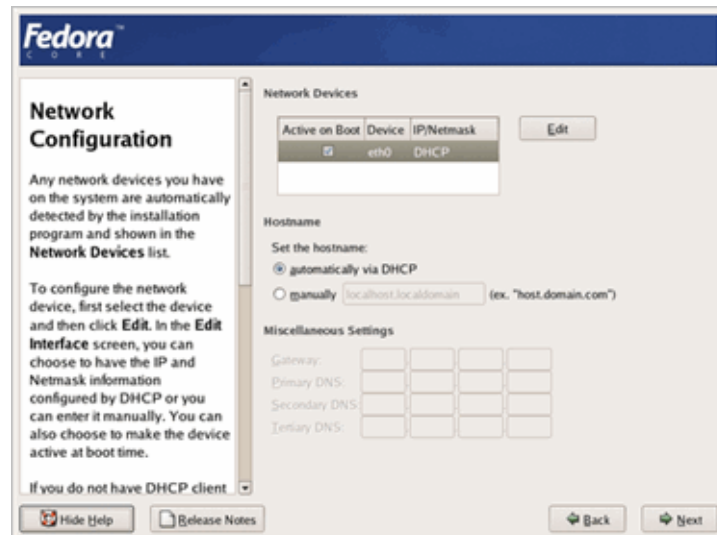 Fedora™
CORE
Network
Configuration
Any network devices you have
on the system are automatically
detected by the installation
program and shown in the
Network Devices list.
To configure the network
device, first select the device
and then click Edit. In the Edit
Interface screen, you can
choose to have the IP and
Netmask information
configured by DHCP or you
can enter it manually. You can
also choose to make the device
active at boot time.
If you do not have DHCP client
Network Devices
Active on Boot Device IP/Netmask
eth0 DHCP
Edit
Hostname
Set the hostname:
automatically via DHCP
manually localhost.localdomain (ex. "host.domain.com")
Miscellaneous Settings
Gateway:
Primary DNS:
Secondary DNS
Tertiary DNS:
Hide Help
Release Notes
Back
Next